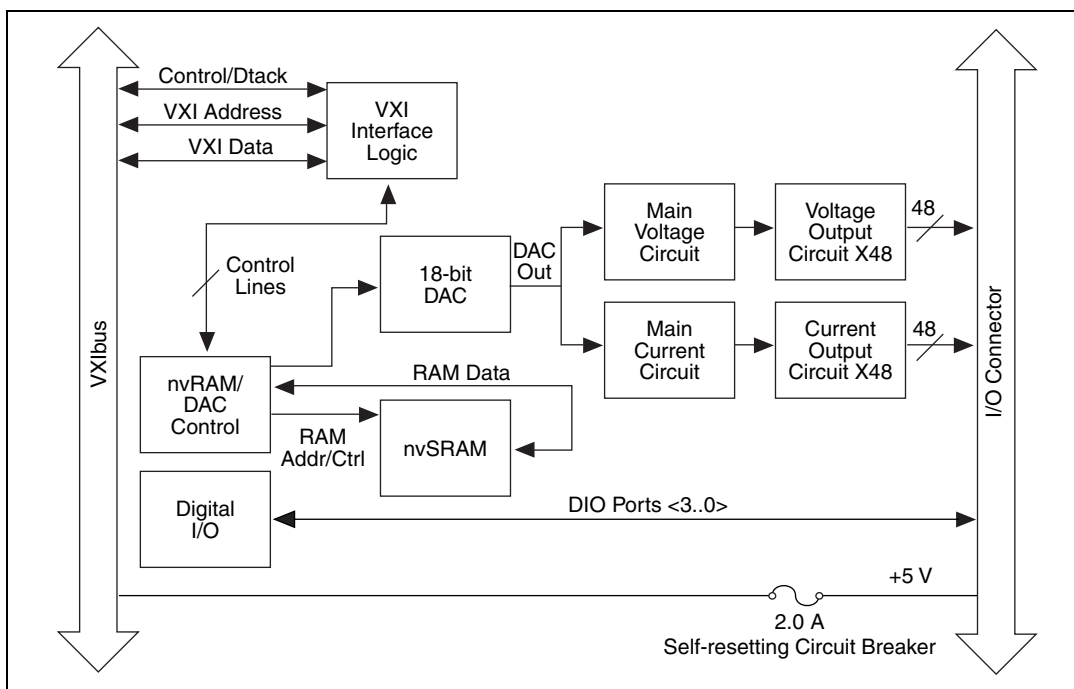 Control/Dtack
VXI Address
VXI Data
VXI
Interface
Logic
Control
Lines
18-bit
DAC
DAC
Out
Main
Voltage
Circuit
Voltage
Output
Circuit X48
48
Main
Current
Circuit
Current
Output
Circuit X48
48
VXIbus
I/O Connector
nvRAM/
DAC
Control
RAM Data
RAM
Addr/Ctrl
nvSRAM
Digital
I/O
DIO Ports <3..0>
+5 V
2.0 A
Self-resetting Circuit Breaker